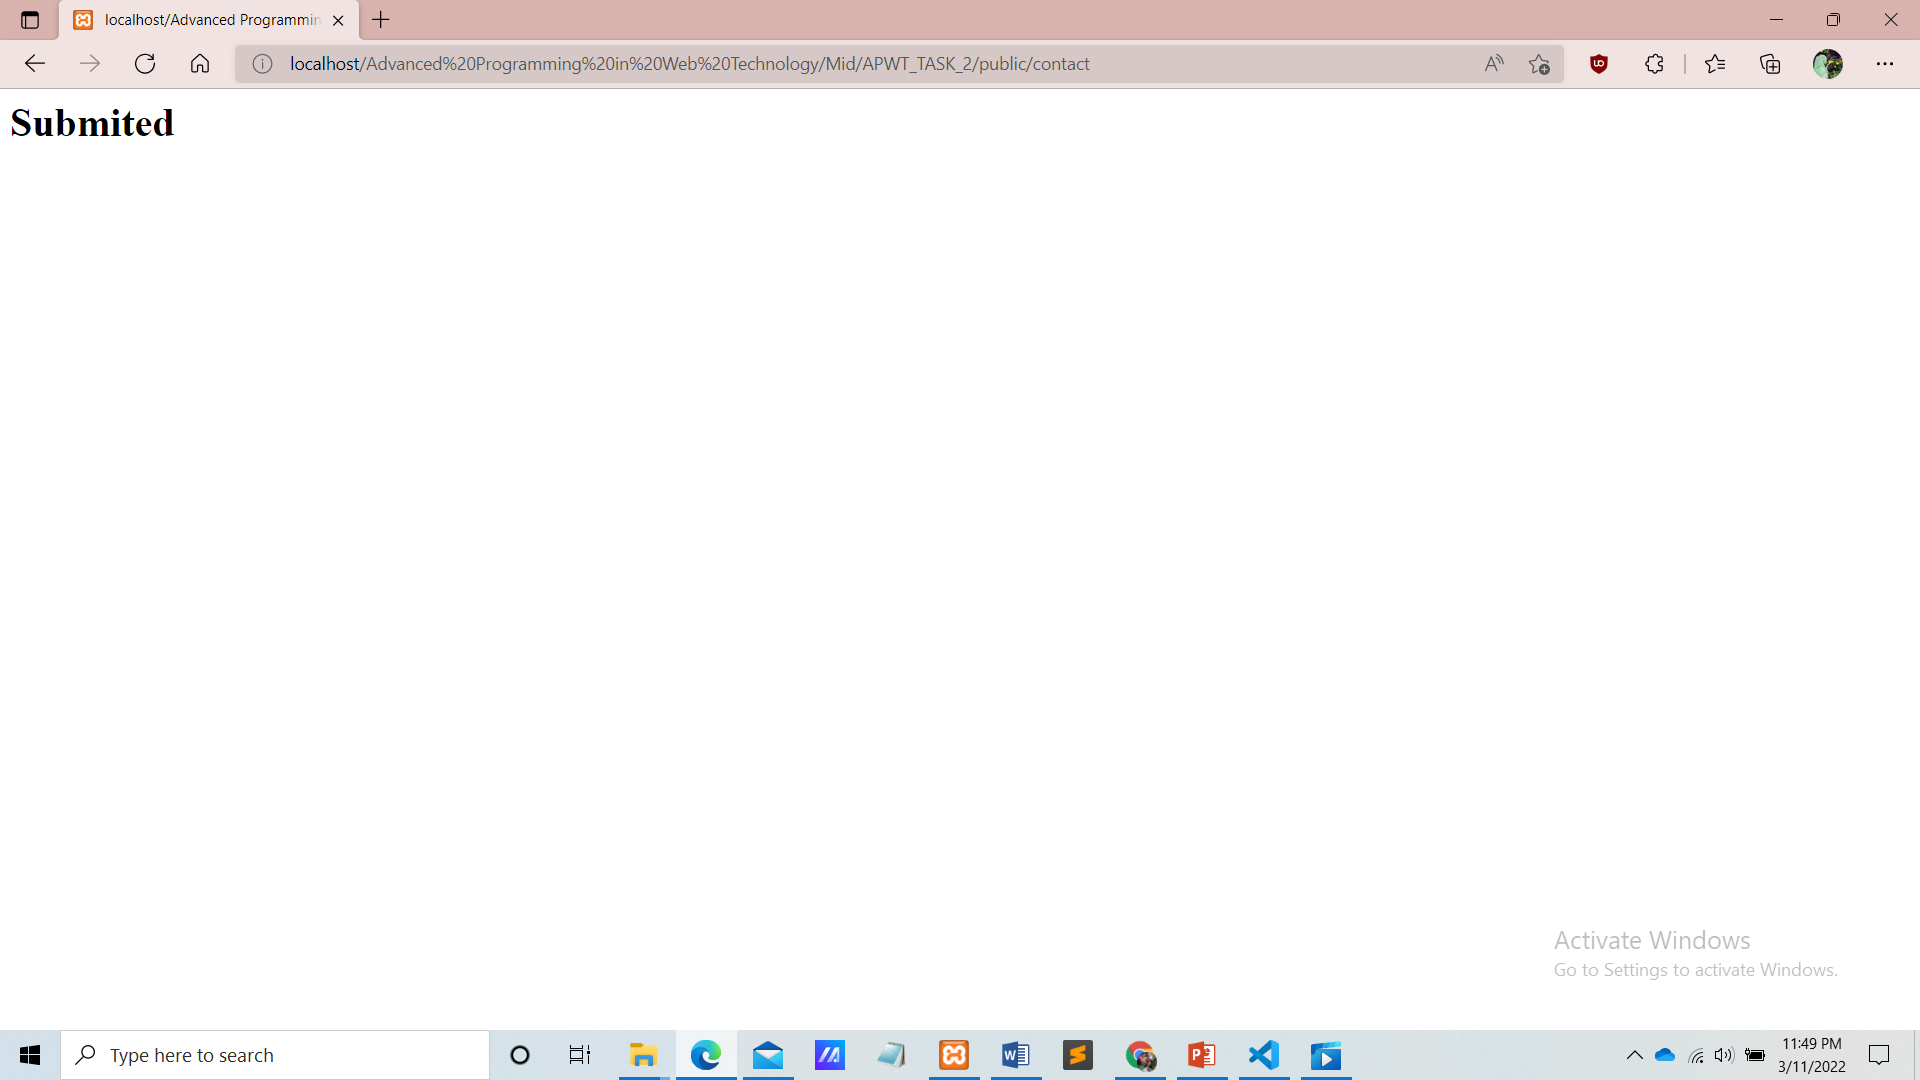 localhost/Advanced Programmin
localhost/Advanced%20Programming%20in%20Web%20Technology/Mid/APWT_TASK_2/public/contact
Submited
Activate Windows
Go to Settings to activate Windows.
Type here to search
11:49 PM
3/11/2022